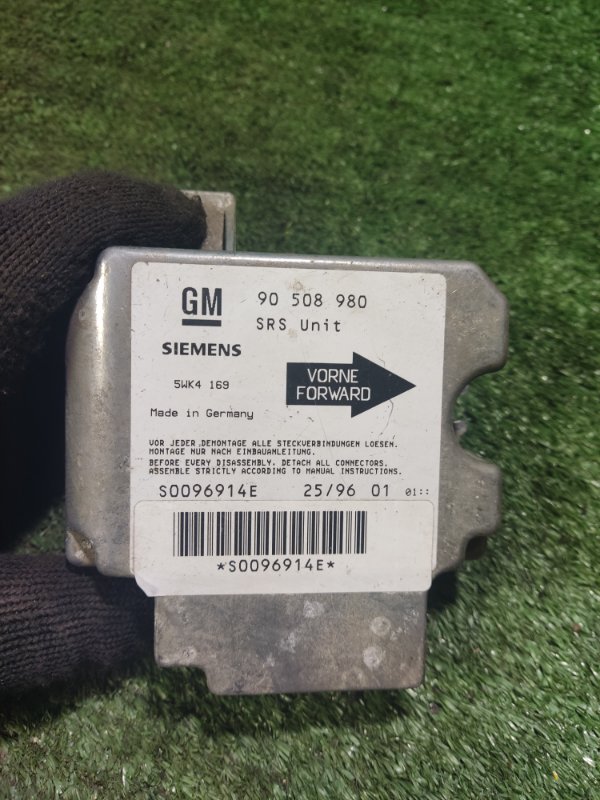 GM 90 508 980
SRS Unit
SIEMENS
5WK4 169
VORNE
FORWARD
Made in Germany
VOR JEDER DEMONTAGE ALLE STECKVERBINDUNGEN LOESEN.
MONTAGE NUR NACH EINBAUANLEITUNG.
BEFORE EVERY DISASSEMBLY, DETACH ALL CONNECTORS.
ASSEMBLE STRICTLY ACCORDING TO MANUAL INSTRUCTIONS.
S0096914E 25/96 01 01::
*S0096914E*